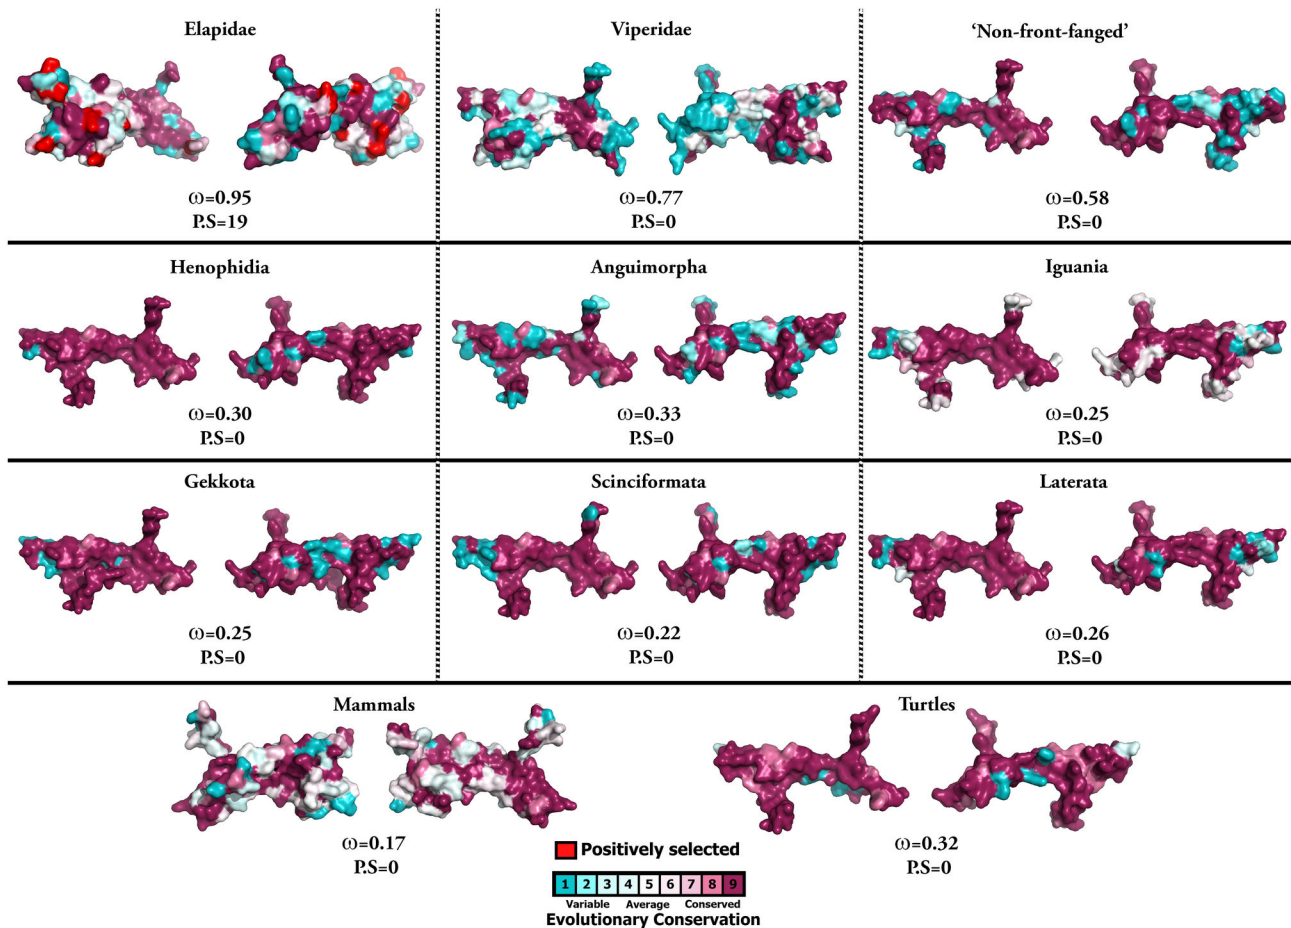 Elapidae
Viperidae
‘Non-front-fanged’
ω=0.95
P.S=19
ω=0.77
P.S=0
ω=0.58
P.S=0
Henophidia
Anguimorpha
Iguania
ω=0.30
P.S=0
ω=0.33
P.S=0
ω=0.25
P.S=0
Gekkota
Scinciformata
Laterata
ω=0.25
P.S=0
ω=0.22
P.S=0
ω=0.26
P.S=0
Mammals
Turtles
ω=0.17
P.S=0
ω=0.32
P.S=0
Positively selected
1 2 3 4 5 6 7 8 9
Variable Average Conserved
Evolutionary Conservation